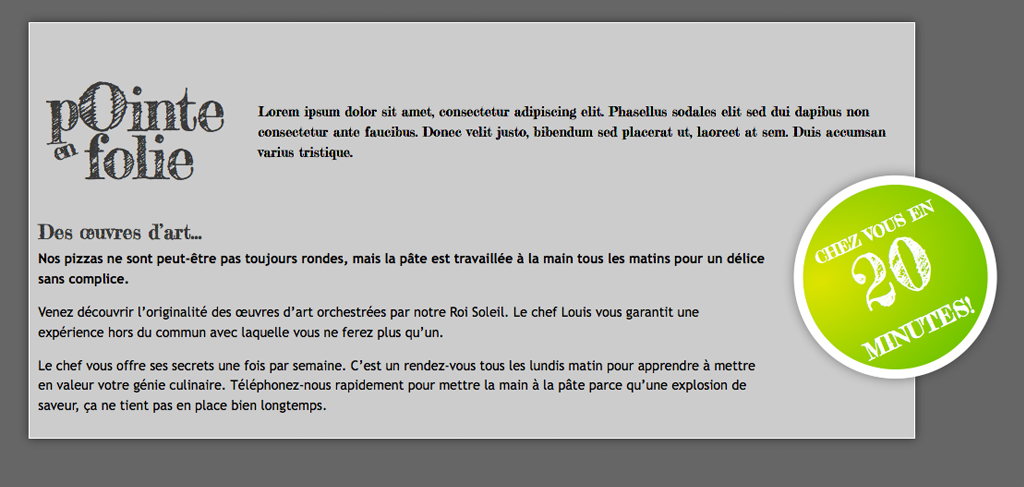 pOinte
en folie
Lorem ipsum dolor sit amet, consectetur adipiscing elit. Phasellus sodales elit sed dui dapibus non
consectetur ante faucibus. Donec velit justo, bibendum sed placerat ut, laoreet at sem. Duis accumsan
varius tristique.
CHEZ VOUS EN
20
MINUTES!
Des œuvres d'art...
Nos pizzas ne sont peut-être pas toujours rondes, mais la pâte est travaillée à la main tous les matins pour un délice
sans complice.
Venez découvrir l'originalité des œuvres d'art orchestrées par notre Roi Soleil. Le chef Louis vous garantit une
expérience hors du commun avec laquelle vous ne ferez plus qu'un.
Le chef vous offre ses secrets une fois par semaine. C'est un rendez-vous tous les lundis matin pour apprendre à mettre
en valeur votre génie culinaire. Téléphonez-nous rapidement pour mettre la main à la pâte parce qu'une explosion de
saveur, ça ne tient pas en place bien longtemps.